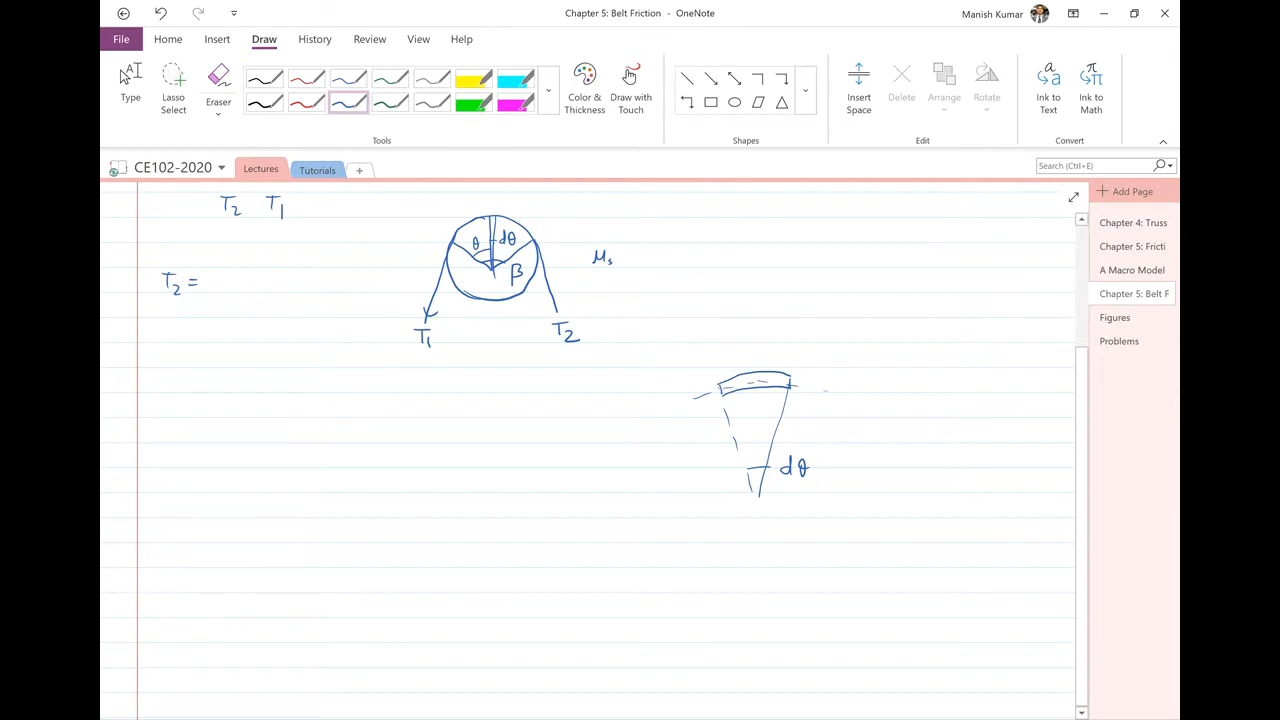 Chapter 5: Belt Friction - OneNote
Manish Kumar
File Home Insert Draw History Review View Help
Type
Lasso Select
Eraser
Color & Thickness
Draw with Touch
Insert Space
Delete
Arrange
Rotate
Ink to Text
Ink to Math
Tools
Shapes
Edit
Convert
CE102-2020
Lectures
Tutorials
Search (Ctrl+E)
Add Page
Chapter 4: Truss
Chapter 5: Fricti
A Macro Model
Chapter 5: Belt F
Figures
Problems
T₂ T₁
θ dθ
β
μₛ
T₂ =
T₁
T₂
dθ